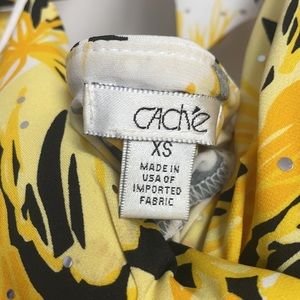 CACHÉ
XS
MADE IN
USA OF
IMPORTED
FABRIC